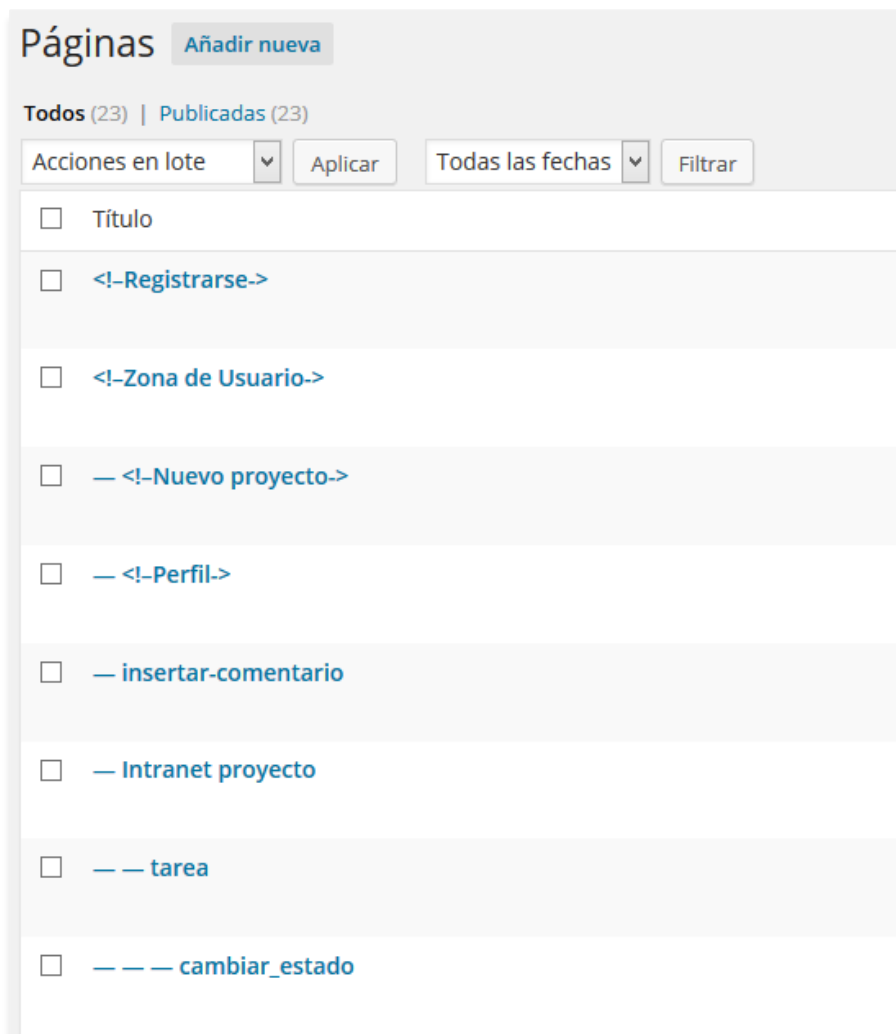 Páginas Añadir nueva
Todos (23) | Publicadas (23)
Acciones en lote Aplicar Todas las fechas Filtrar
Título
<!–Registrarse->
<!–Zona de Usuario->
— <!–Nuevo proyecto->
— <!–Perfil->
— insertar-comentario
— Intranet proyecto
— — tarea
— — — cambiar_estado